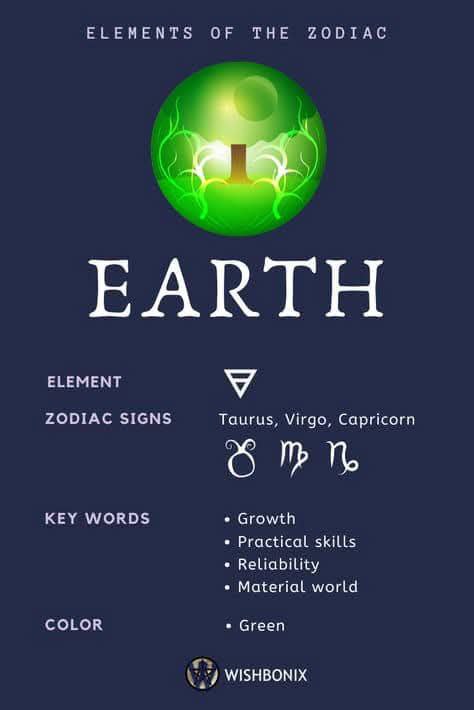 ELEMENTS OF THE ZODIAC
EARTH
ELEMENT
ZODIAC SIGNS Taurus, Virgo, Capricorn
KEY WORDS • Growth
• Practical skills
• Reliability
• Material world
COLOR • Green
WISHBONIX